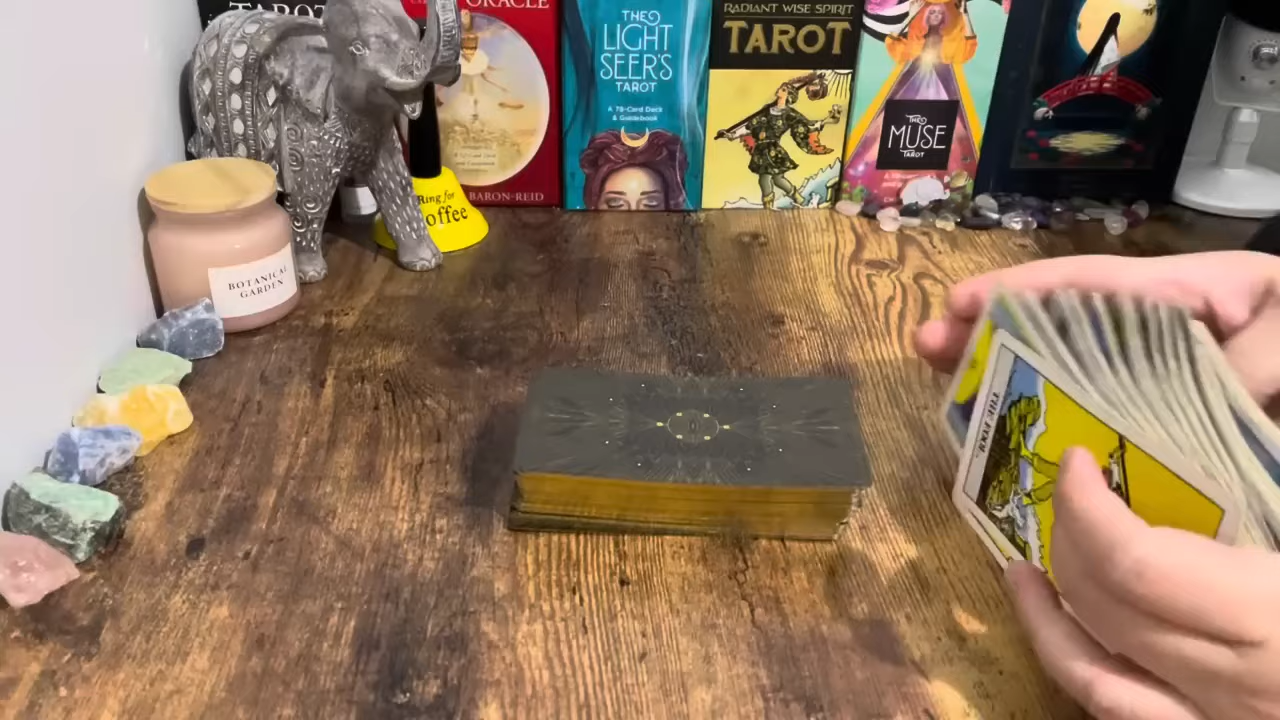 TAROT
ORACLE
BARON-REID
THE
LIGHT
SEER'S
TAROT
A 78-Card Deck
& Guidebook
RADIANT WISE SPIRIT
TAROT
THE
MUSE
TAROT
Ring for
Coffee
BOTANICAL
GARDEN
THE FOOL